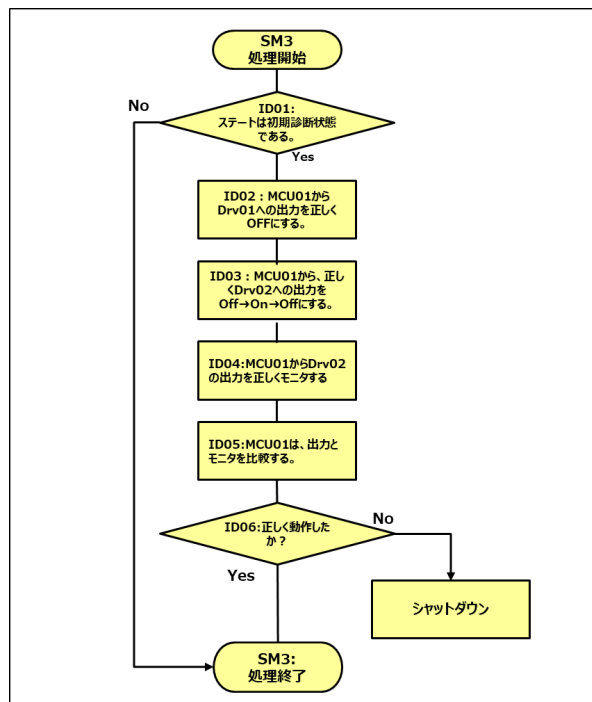 SM3
処理開始
No
ID01:
ステートは初期診断状態
である。
Yes
ID02：MCU01から
Drv01への出力を正しく
OFFにする。
ID03：MCU01から、正し
くDrv02への出力を
Off→On→Offにする。
ID04:MCU01からDrv02
の出力を正しくモニタする
ID05:MCU01は、出力と
モニタを比較する。
ID06:正しく動作した
か？
No
Yes
シャットダウン
SM3:
処理終了